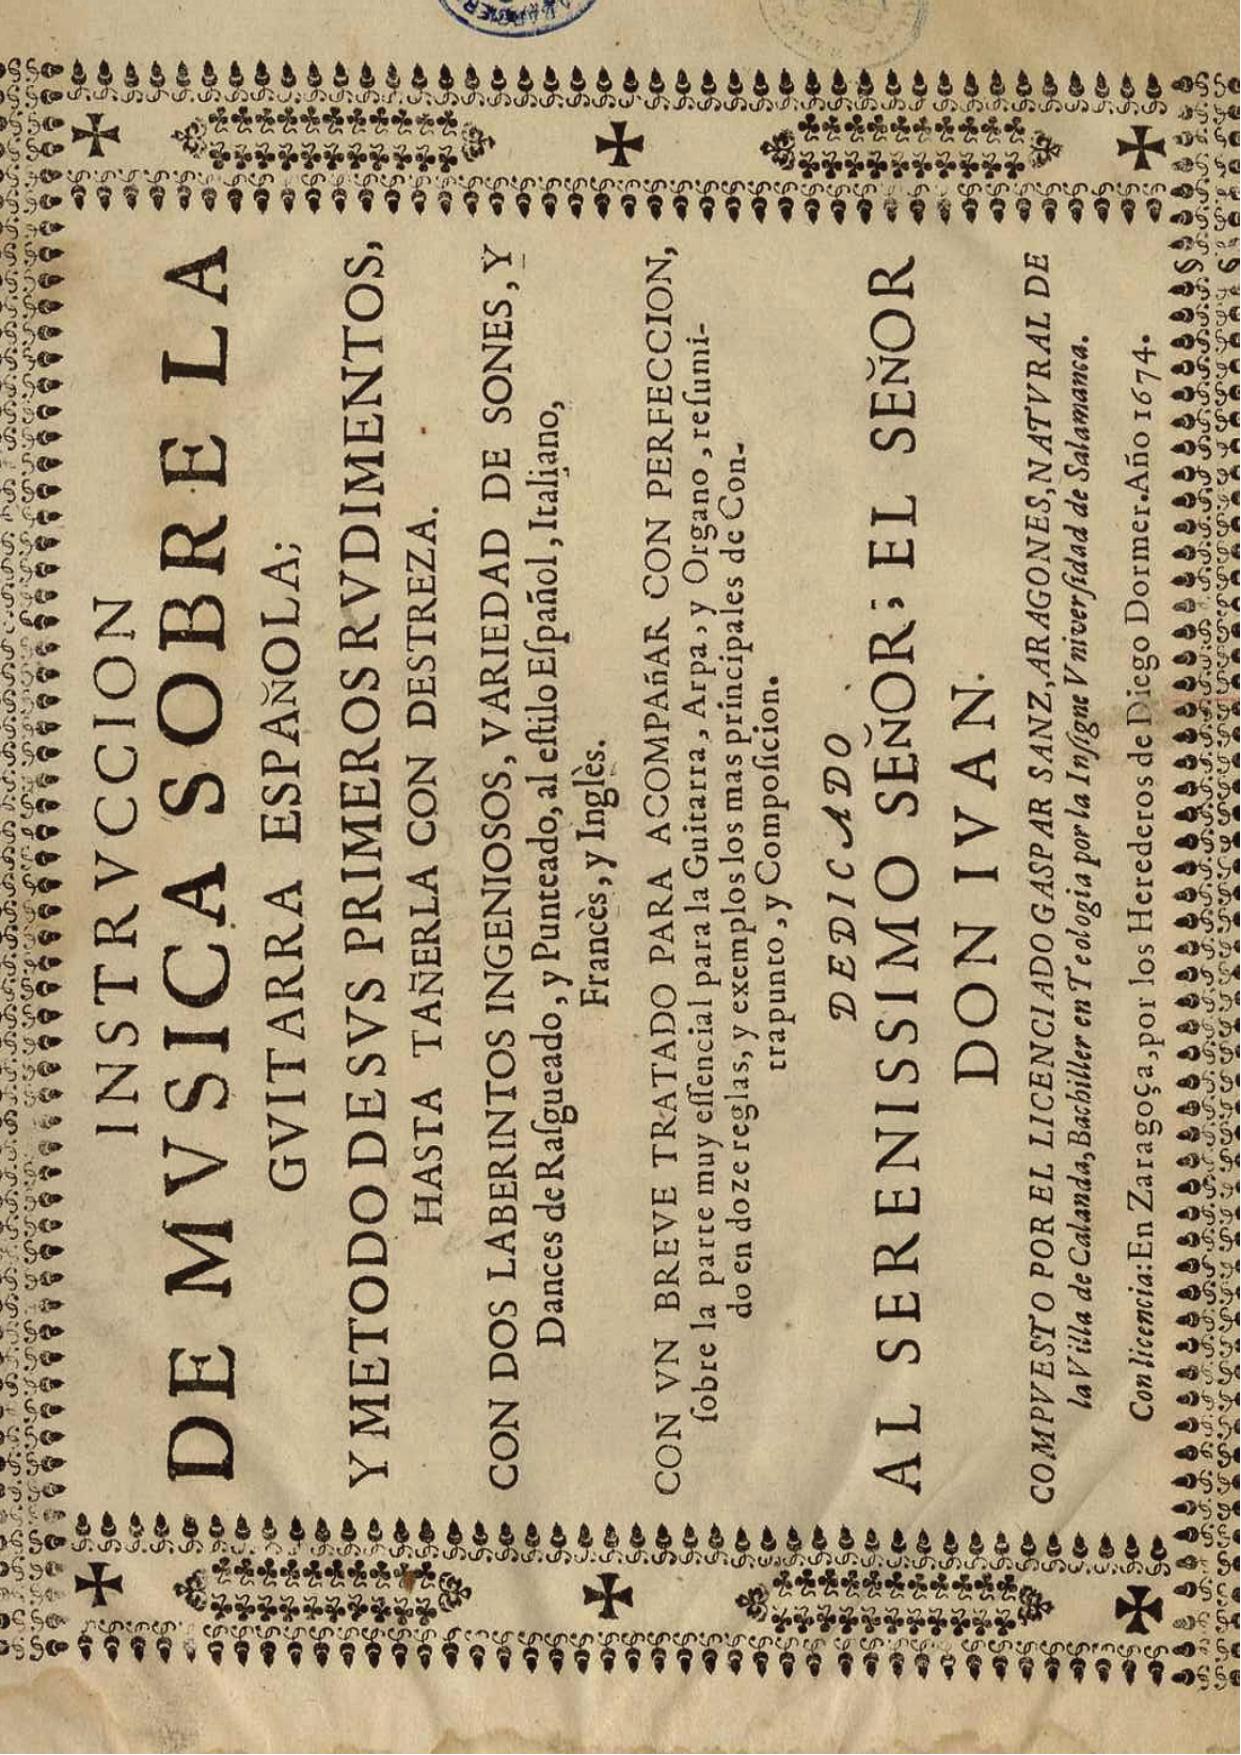 INSTRVCCION
DE MVSICA SOBRE LA
GVITARRA ESPAÑOLA;
Y METODO DE SVS PRIMEROS RVDIMENTOS,
HASTA TAÑERLA CON DESTREZA.
CON DOS LABERINTOS INGENIOSOS, VARIEDAD DE SONES, Y
Dances de Raſgueado, y Punteado, al eſtilo Eſpañol, Italiano,
Francès, y Inglès.
CON VN BREVE TRATADO PARA ACOMPAÑAR CON PERFECCION,
ſobre la parte muy eſſencial para la Guitarra, Arpa, y Organo, reſumi-
do en doze reglas, y exemplos los mas principales de Con-
trapunto, y Compoſicion.
DEDICADO
AL SERENISSIMO SEÑOR; EL SEÑOR
DON IVAN.
COMPVESTO POR EL LICENCIADO GASPAR SANZ, ARAGONES, NATVRAL DE
la Villa de Calanda, Bachiller en Teologia por la Inſigne Vniverſidad de Salamanca.
Con licencia: En Zaragoça, por los Herederos de Diego Dormer. Año 1674.